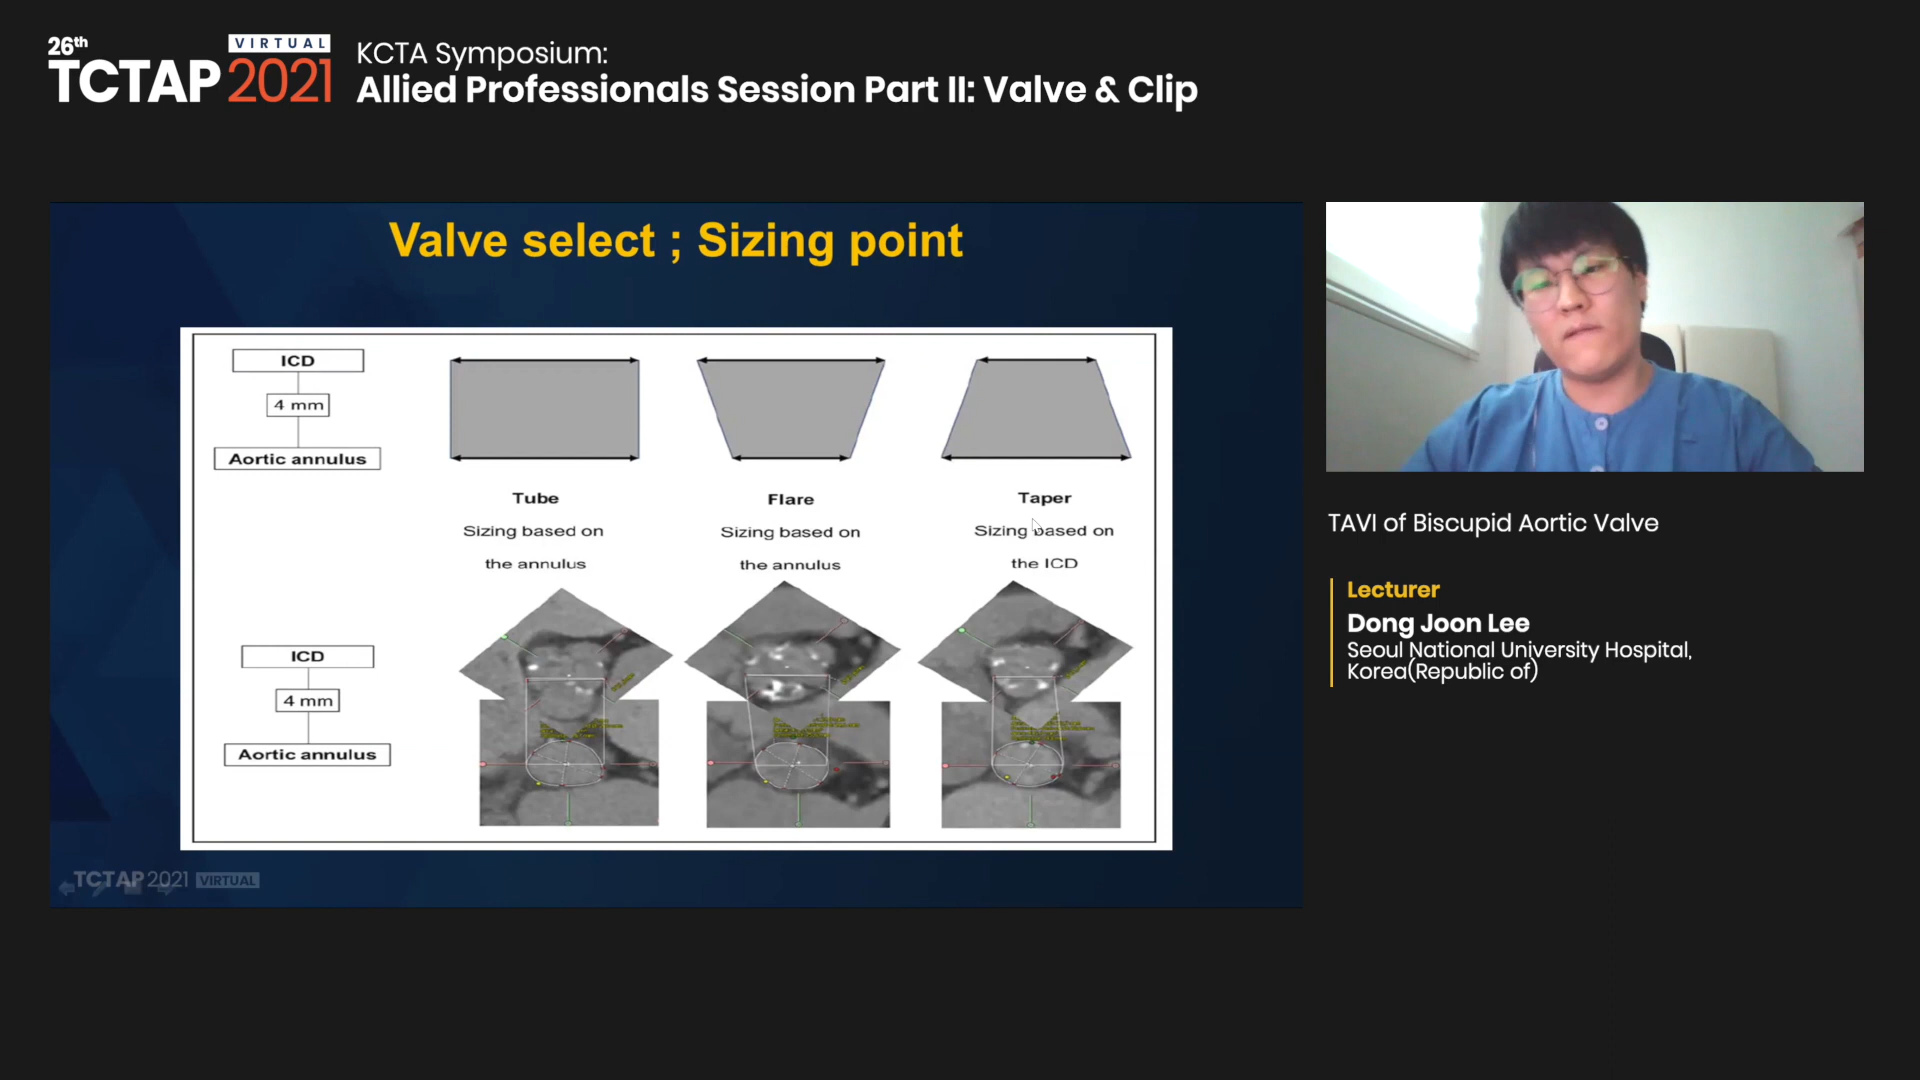 26th
VIRTUAL
TCTAP 2021
KCTA Symposium:
Allied Professionals Session Part II: Valve & Clip
Valve select ; Sizing point
ICD
4 mm
Aortic annulus
Tube
Sizing based on
the annulus
Flare
Sizing based on
the annulus
Taper
Sizing based on
the ICD
ICD
4 mm
Aortic annulus
TCTAP 2021 VIRTUAL
TAVI of Biscupid Aortic Valve
Lecturer
Dong Joon Lee
Seoul National University Hospital,
Korea(Republic of)